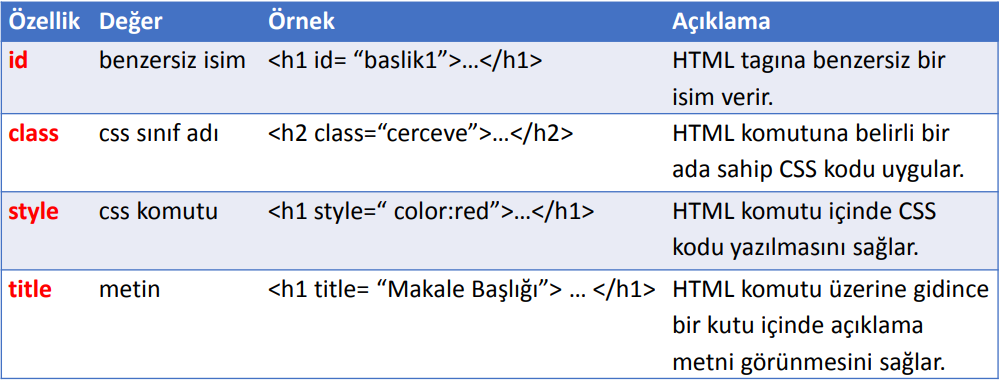 Özellik Değer Örnek Açıklama
id benzersiz isim <h1 id= “baslik1”>…</h1> HTML tagına benzersiz bir
isim verir.
class css sınıf adı <h2 class=“cerceve”>…</h2> HTML komutuna belirli bir
ada sahip CSS kodu uygular.
style css komutu <h1 style=“ color:red”>…</h1> HTML komutu içinde CSS
kodu yazılmasını sağlar.
title metin <h1 title= “Makale Başlığı”> … </h1> HTML komutu üzerine gidince
bir kutu içinde açıklama
metni görünmesini sağlar.